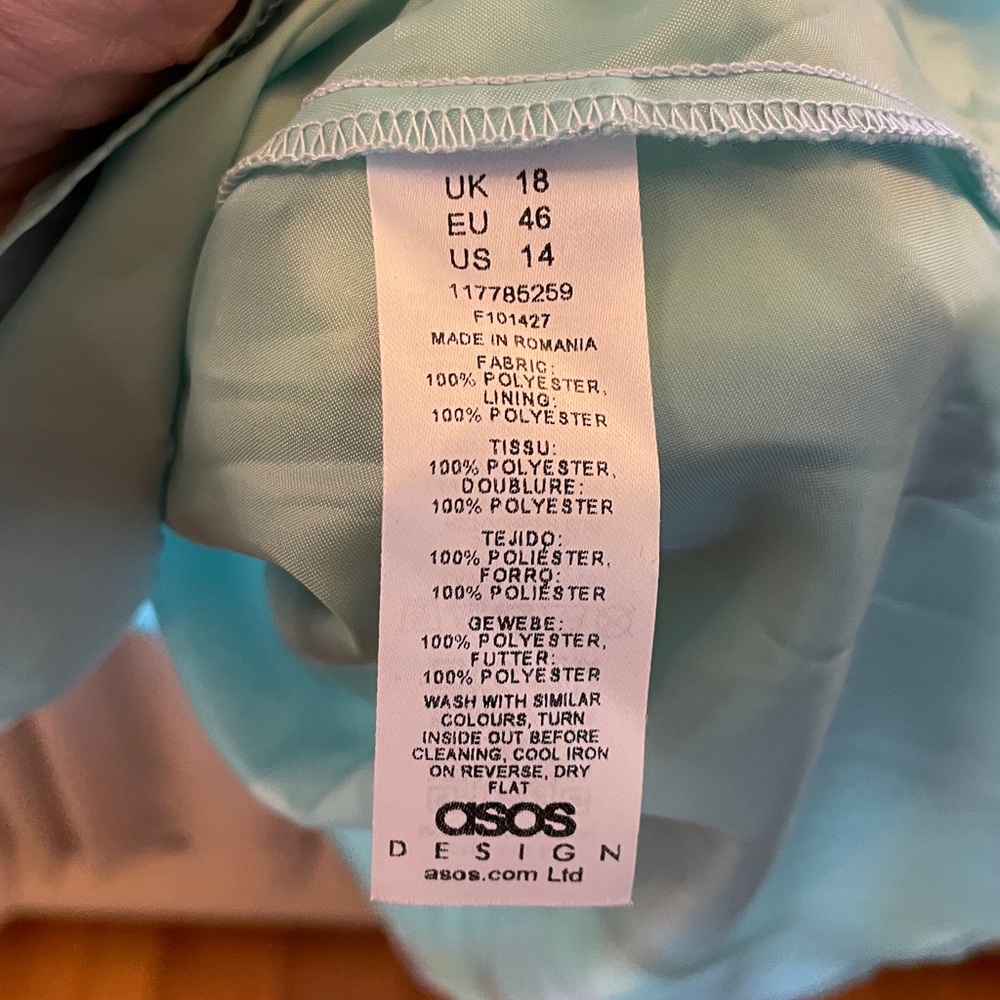 UK 18
EU 46
US 14
117785259
F101427
MADE IN ROMANIA
FABRIC:
100% POLYESTER,
LINING:
100% POLYESTER
TISSU:
100% POLYESTER,
DOUBLURE:
100% POLYESTER
TEJIDO:
100% POLIÉSTER,
FORRO:
100% POLIÉSTER
GEWEBE:
100% POLYESTER,
FUTTER:
100% POLYESTER
WASH WITH SIMILAR
COLOURS, TURN
INSIDE OUT BEFORE
CLEANING, COOL IRON
ON REVERSE, DRY
FLAT
asos
DESIGN
asos.com Ltd